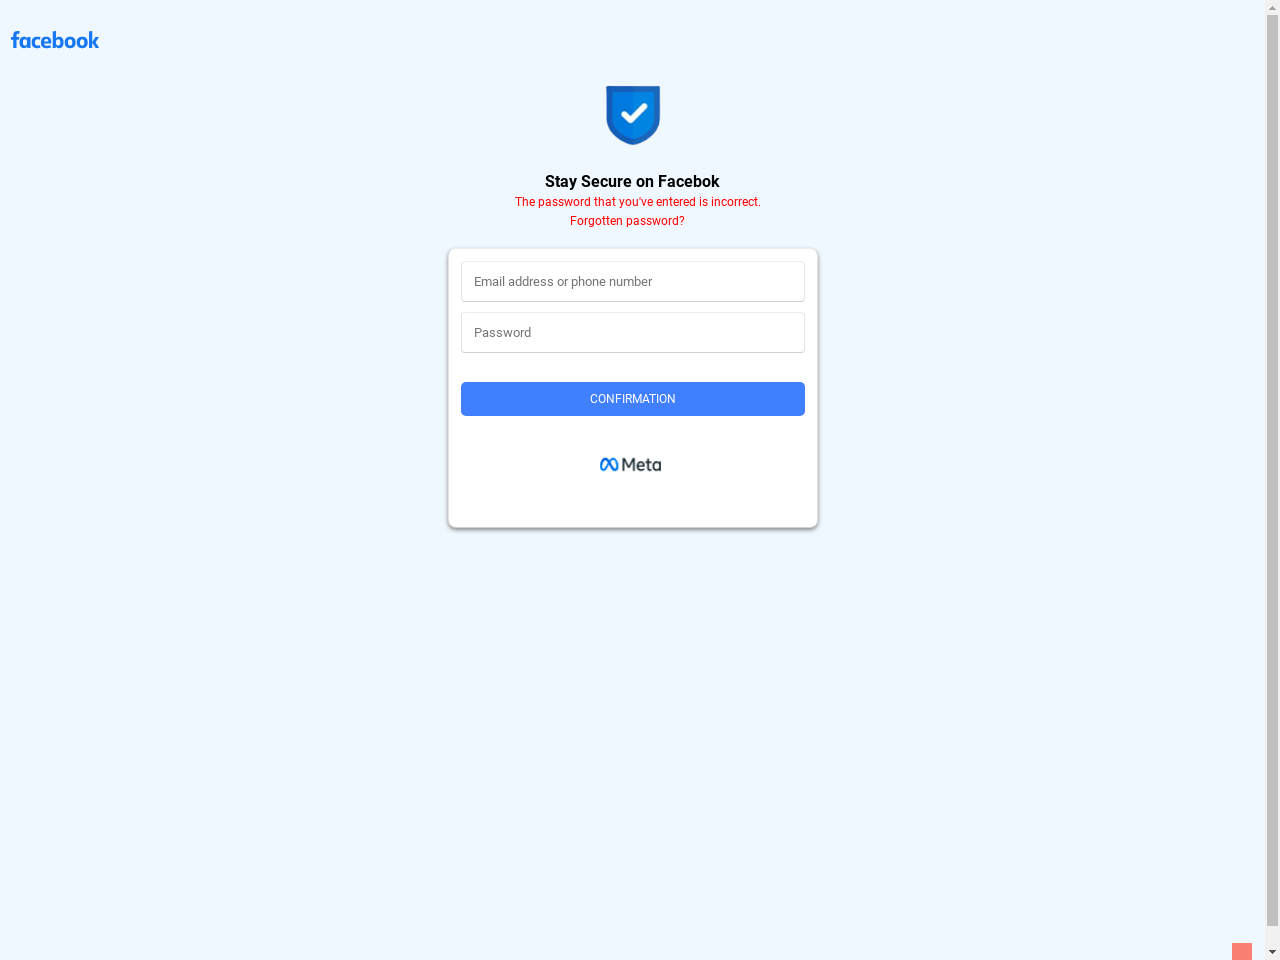 facebook
Stay Secure on Facebok
The password that you've entered is incorrect.
Forgotten password?
Email address or phone number
Password
CONFIRMATION
Meta